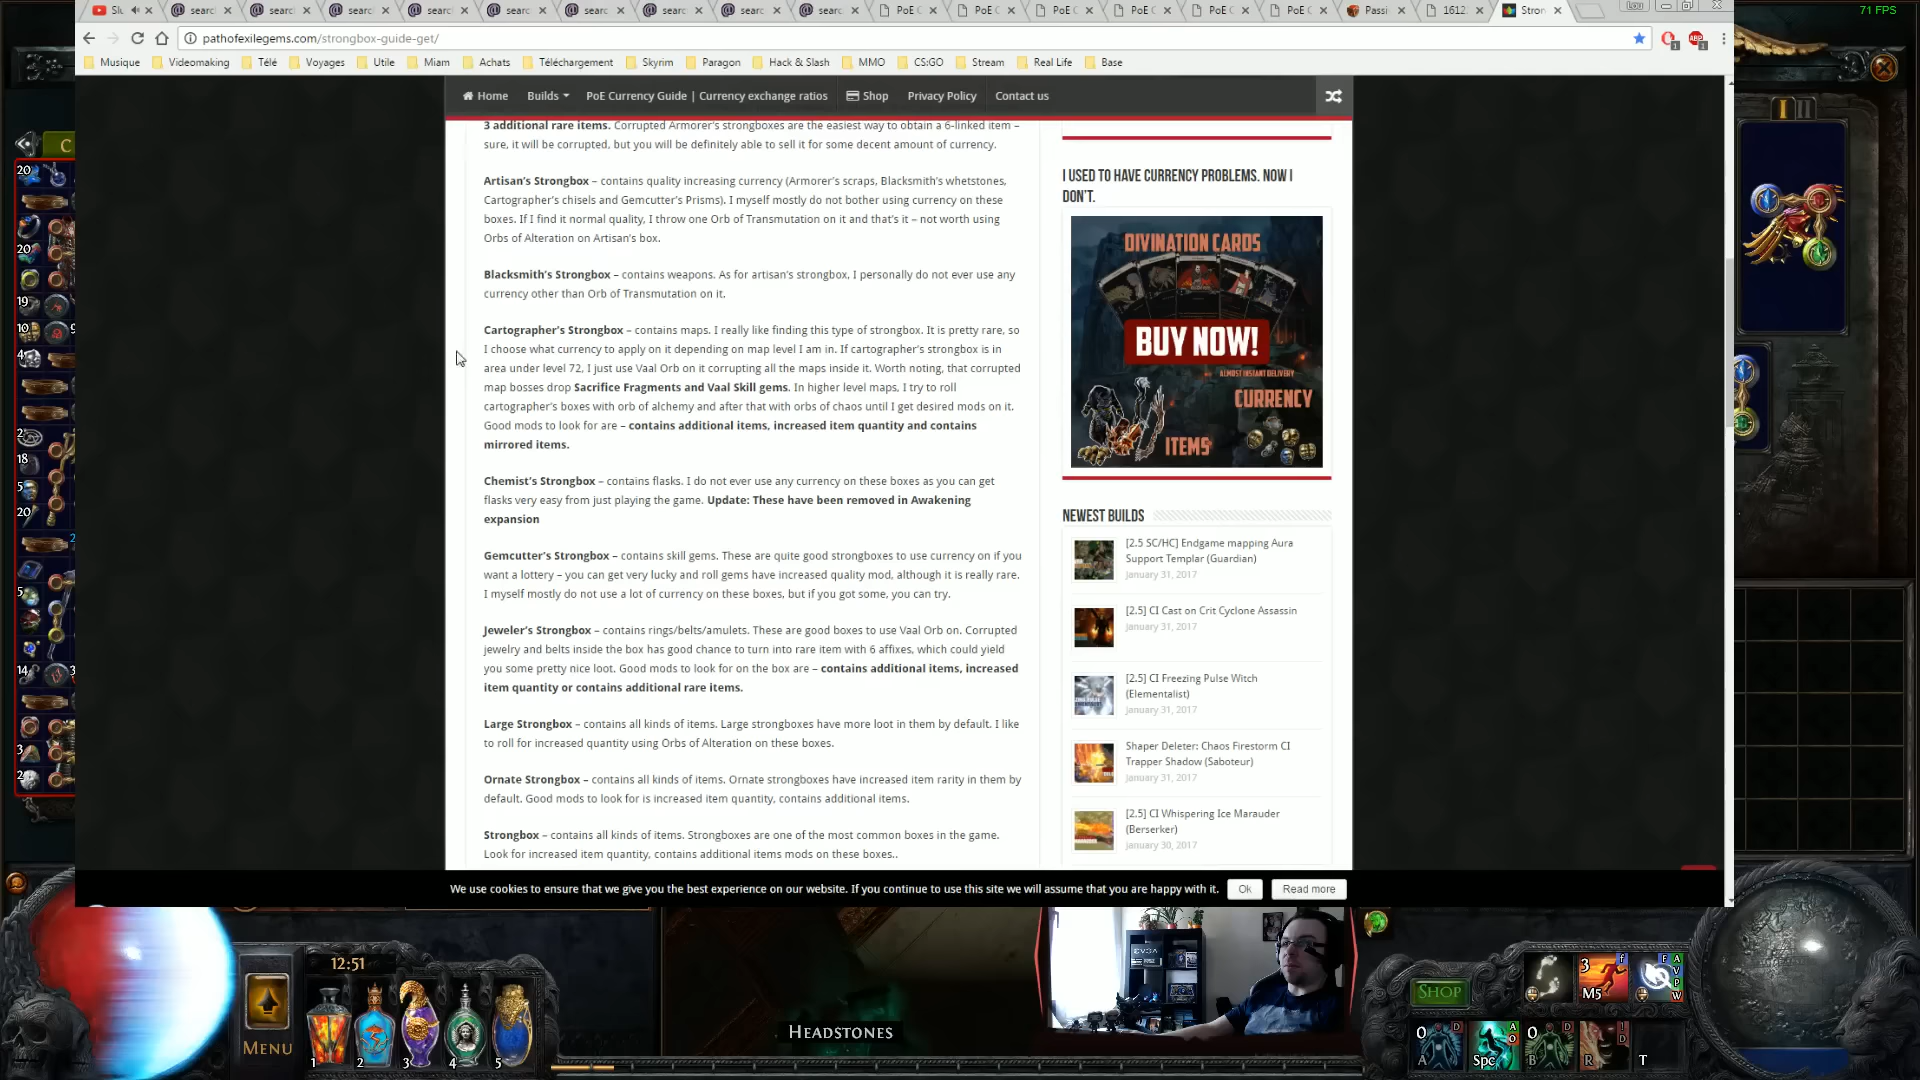 71 FPS
searc searc searc searc searc searc searc searc searc PoE C PoE C PoE C PoE C PoE C PoE C Passi 1612 Stron
pathofexilegems.com/strongbox-guide-get/
Musique Videomaking Télé Voyages Utile Miam Achats Téléchargement Skyrim Paragon Hack & Slash MMO CS:GO Stream Real Life Base
Home Builds PoE Currency Guide | Currency exchange ratios Shop Privacy Policy Contact us
3 additional rare items. Corrupted Armorer's strongboxes are the easiest way to obtain a 6-linked item –
sure, it will be corrupted, but you will be definitely able to sell it for some decent amount of currency.
Artisan's Strongbox – contains quality increasing currency (Armorer's scraps, Blacksmith's whetstones,
Cartographer's chisels and Gemcutter's Prisms). I myself mostly do not bother using currency on these
boxes. If I find it normal quality, I throw one Orb of Transmutation on it and that's it – not worth using
Orbs of Alteration on Artisan's box.
Blacksmith's Strongbox – contains weapons. As for artisan's strongbox, I personally do not ever use any
currency other than Orb of Transmutation on it.
Cartographer's Strongbox – contains maps. I really like finding this type of strongbox. It is pretty rare, so
I choose what currency to apply on it depending on map level I am in. If cartographer's strongbox is in
area under level 72, I just use Vaal Orb on it corrupting all the maps inside it. Worth noting, that corrupted
map bosses drop Sacrifice Fragments and Vaal Skill gems. In higher level maps, I try to roll
cartographer's boxes with orb of alchemy and after that with orbs of chaos until I get desired mods on it.
Good mods to look for are – contains additional items, increased item quantity and contains
mirrored items.
Chemist's Strongbox – contains flasks. I do not ever use any currency on these boxes as you can get
flasks very easy from just playing the game. Update: These have been removed in Awakening
expansion
Gemcutter's Strongbox – contains skill gems. These are quite good strongboxes to use currency on if you
want a lottery – you can get very lucky and roll gems have increased quality mod, although it is really rare.
I myself mostly do not use a lot of currency on these boxes, but if you got some, you can try.
Jeweler's Strongbox – contains rings/belts/amulets. These are good boxes to use Vaal Orb on. Corrupted
jewelry and belts inside the box has good chance to turn into rare item with 6 affixes, which could yield
you some pretty nice loot. Good mods to look for on the box are – contains additional items, increased
item quantity or contains additional rare items.
Large Strongbox – contains all kinds of items. Large strongboxes have more loot in them by default. I like
to roll for increased quantity using Orbs of Alteration on these boxes.
Ornate Strongbox – contains all kinds of items. Ornate strongboxes have increased item rarity in them by
default. Good mods to look for is increased item quantity, contains additional items.
Strongbox – contains all kinds of items. Strongboxes are one of the most common boxes in the game.
Look for increased item quantity, contains additional items mods on these boxes..
I USED TO HAVE CURRENCY PROBLEMS. NOW I
DON'T.
DIVINATION CARDS
BUY NOW!
ALMOST INSTANT DELIVERY
CURRENCY
ITEMS
NEWEST BUILDS
[2.5 SC/HC] Endgame mapping Aura
Support Templar (Guardian)
January 31, 2017
[2.5] CI Cast on Crit Cyclone Assassin
January 31, 2017
[2.5] CI Freezing Pulse Witch
(Elementalist)
January 31, 2017
Shaper Deleter: Chaos Firestorm CI
Trapper Shadow (Saboteur)
January 31, 2017
[2.5] CI Whispering Ice Marauder
(Berserker)
January 30, 2017
We use cookies to ensure that we give you the best experience on our website. If you continue to use this site we will assume that you are happy with it. Ok Read more
12:51
MENU
1 2 3 4 5
HEADSTONES
SHOP
3 M5
Spc
R
T